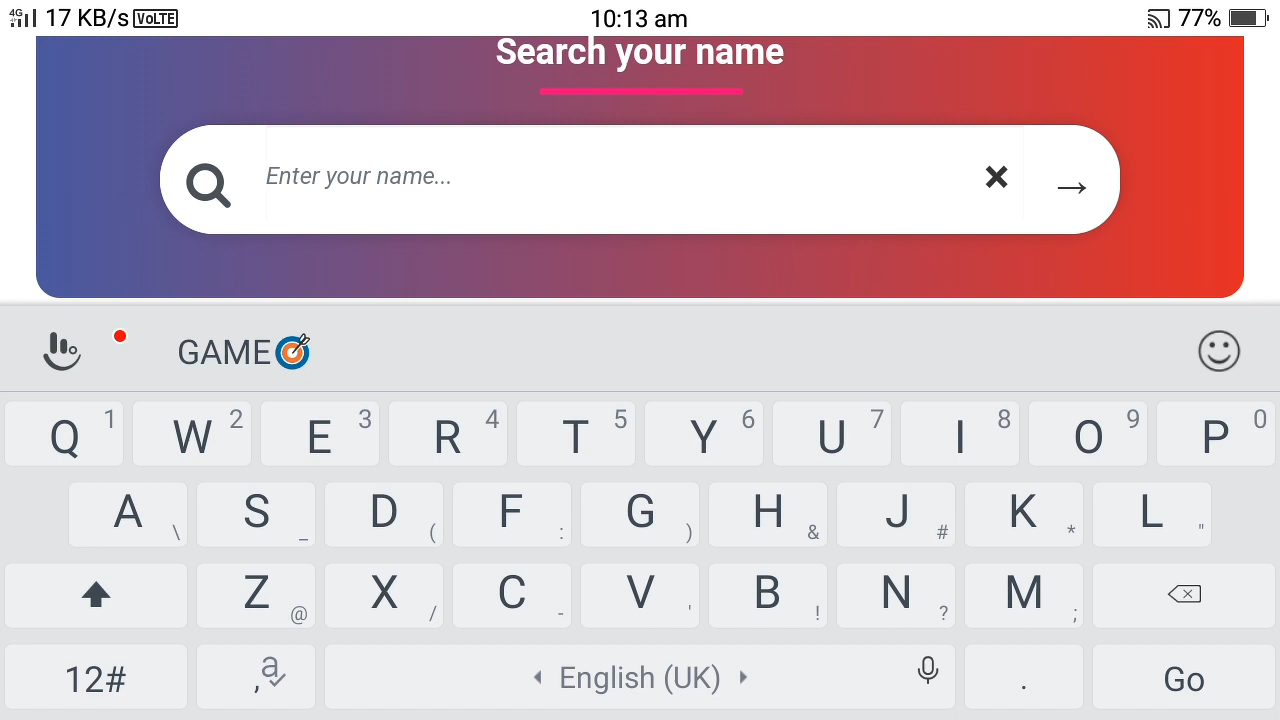 4G 17 KB/s VoLTE 10:13 am 77%
Search your name
Enter your name... × →
GAME
Q 1 W 2 E 3 R 4 T 5 Y 6 U 7 I 8 O 9 P 0
A \ S _ D ( F : G ) H & J # K * L "
Z @ X / C - V ' B ! N ? M ;
12# , a English (UK) . Go